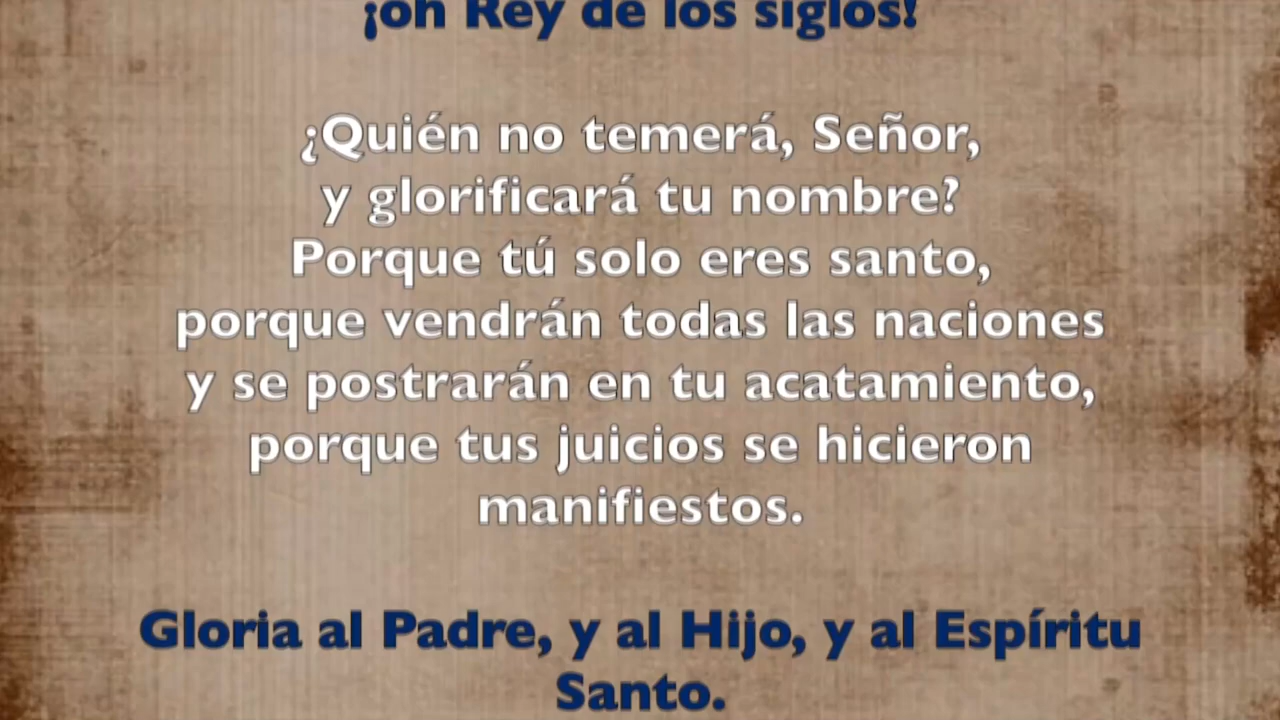 ¡oh Rey de los siglos!
¿Quién no temerá, Señor,
y glorificará tu nombre?
Porque tú solo eres santo,
porque vendrán todas las naciones
y se postrarán en tu acatamiento,
porque tus juicios se hicieron
manifiestos.
Gloria al Padre, y al Hijo, y al Espíritu
Santo.